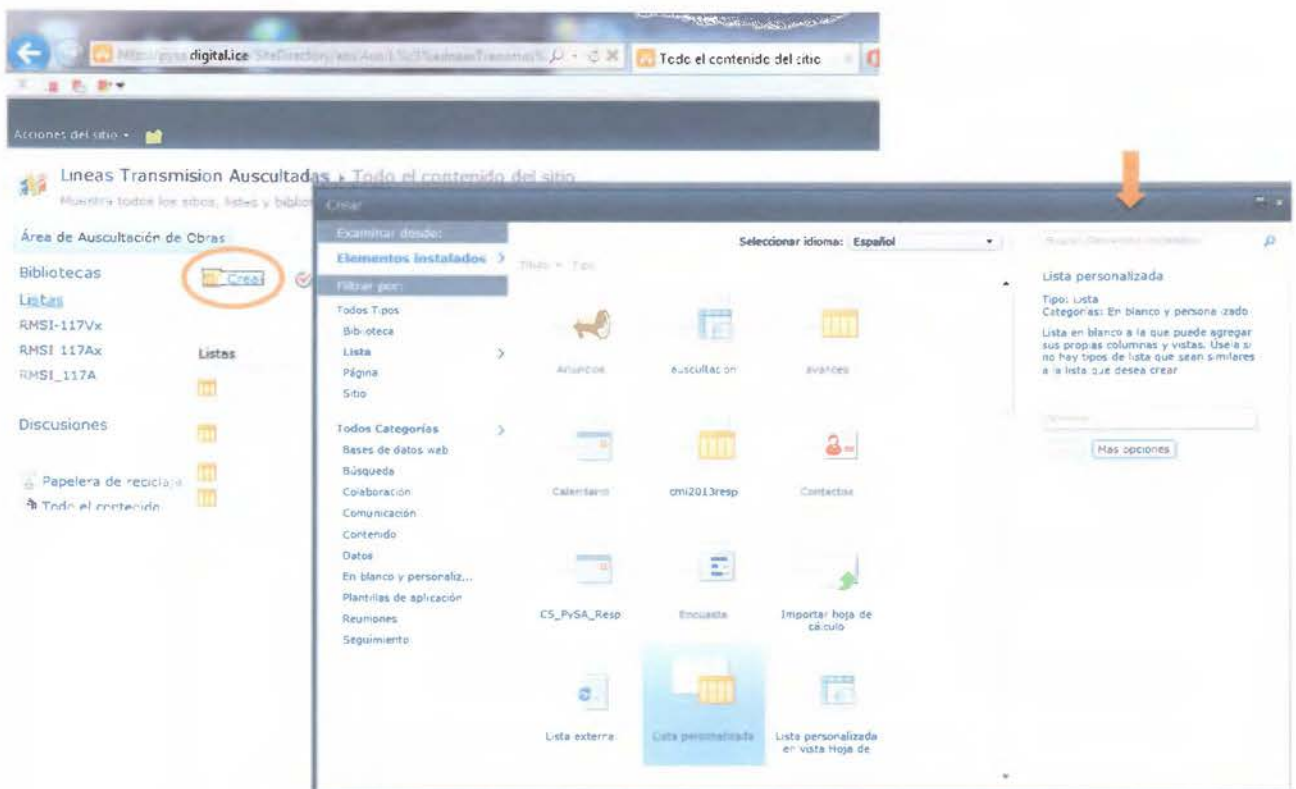 digital.ice
Todo el contenido del sitio
Acciones del sitio
Lineas Transmision Auscultadas ▸ Todo el contenido del sitio
Muestra todos los sitios, listas y
Área de Auscultación de Obras
Bibliotecas
Crear
Listas
RMSI-117Vx
RMSI 117Ax
RMSI_117A
Listas
Discusiones
Papelera de reciclaje
Todo el contenido
Crear
Examinar desde:
Elementos instalados
Filtrar por:
Todos Tipos
Biblioteca
Lista
Página
Sitio
Todos Categorías
Bases de datos web
Búsqueda
Colaboración
Comunicación
Contenido
Datos
En blanco y personaliz...
Plantillas de aplicación
Reuniones
Seguimiento
Seleccionar idioma: Español
Título Tipo
Anuncios
auscultacion
avances
Calendario
cmi2013resp
Contactos
CS_PySA_Resp
Encuesta
Importar hoja de
cálculo
Lista externa
Lista personalizada
Lista personalizada
en vista Hoja de
Lista personalizada
Tipo: Lista
Categorías: En blanco y personalizado
Lista en blanco a la que puede agregar
sus propias columnas y vistas. Úsela si
no hay tipos de lista que sean similares
a la lista que desea crear
Mas opciones